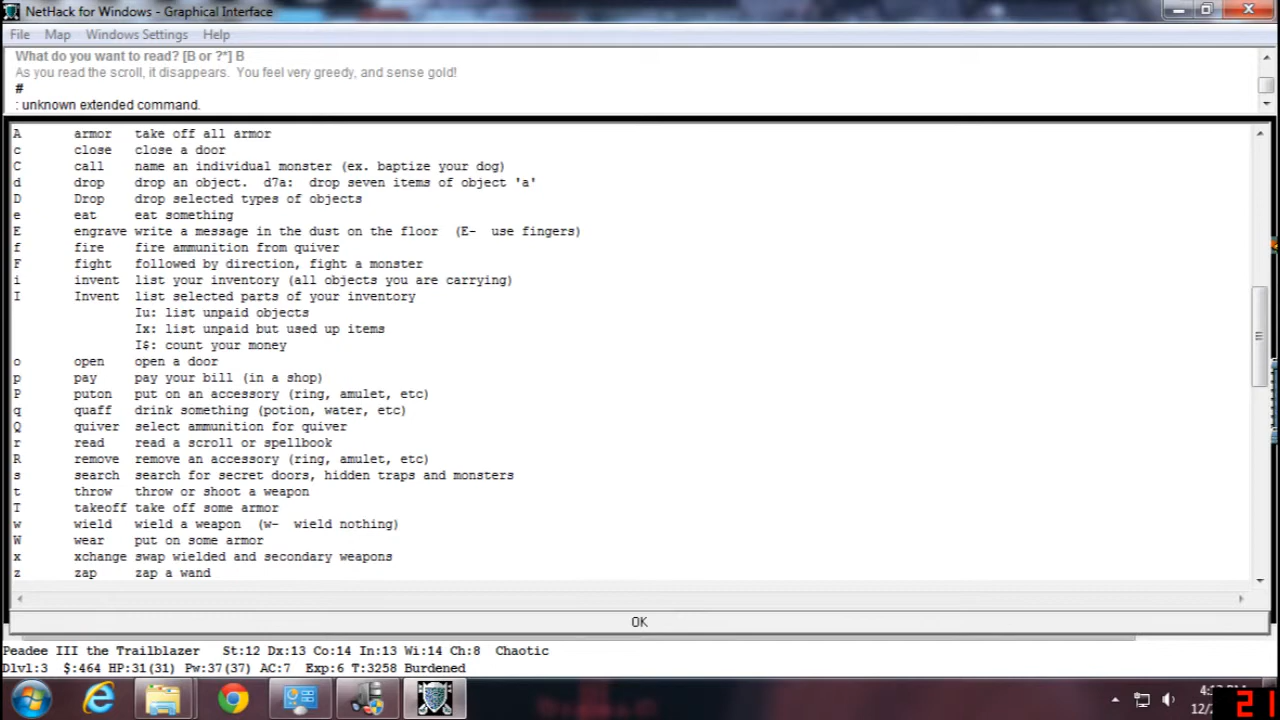 NetHack for Windows - Graphical Interface
File Map Windows Settings Help
What do you want to read? [B or ?*] B
As you read the scroll, it disappears.  You feel very greedy, and sense gold!
#
: unknown extended command.
A armor take off all armor
c close close a door
C call name an individual monster (ex. baptize your dog)
d drop drop an object.  d7a:  drop seven items of object 'a'
D Drop drop selected types of objects
e eat eat something
E engrave write a message in the dust on the floor  (E-  use fingers)
f fire fire ammunition from quiver
F fight followed by direction, fight a monster
i invent list your inventory (all objects you are carrying)
I Invent list selected parts of your inventory
Iu: list unpaid objects
Ix: list unpaid but used up items
I$: count your money
o open open a door
p pay pay your bill (in a shop)
P puton put on an accessory (ring, amulet, etc)
q quaff drink something (potion, water, etc)
Q quiver select ammunition for quiver
r read read a scroll or spellbook
R remove remove an accessory (ring, amulet, etc)
s search search for secret doors, hidden traps and monsters
t throw throw or shoot a weapon
T takeoff take off some armor
w wield wield a weapon  (w-  wield nothing)
W wear put on some armor
x xchange swap wielded and secondary weapons
z zap zap a wand
OK
Peadee III the Trailblazer St:12 Dx:13 Co:14 In:13 Wi:14 Ch:8 Chaotic
Dlvl:3 $:464 HP:31(31) Pw:37(37) AC:7 Exp:6 T:3258 Burdened
21